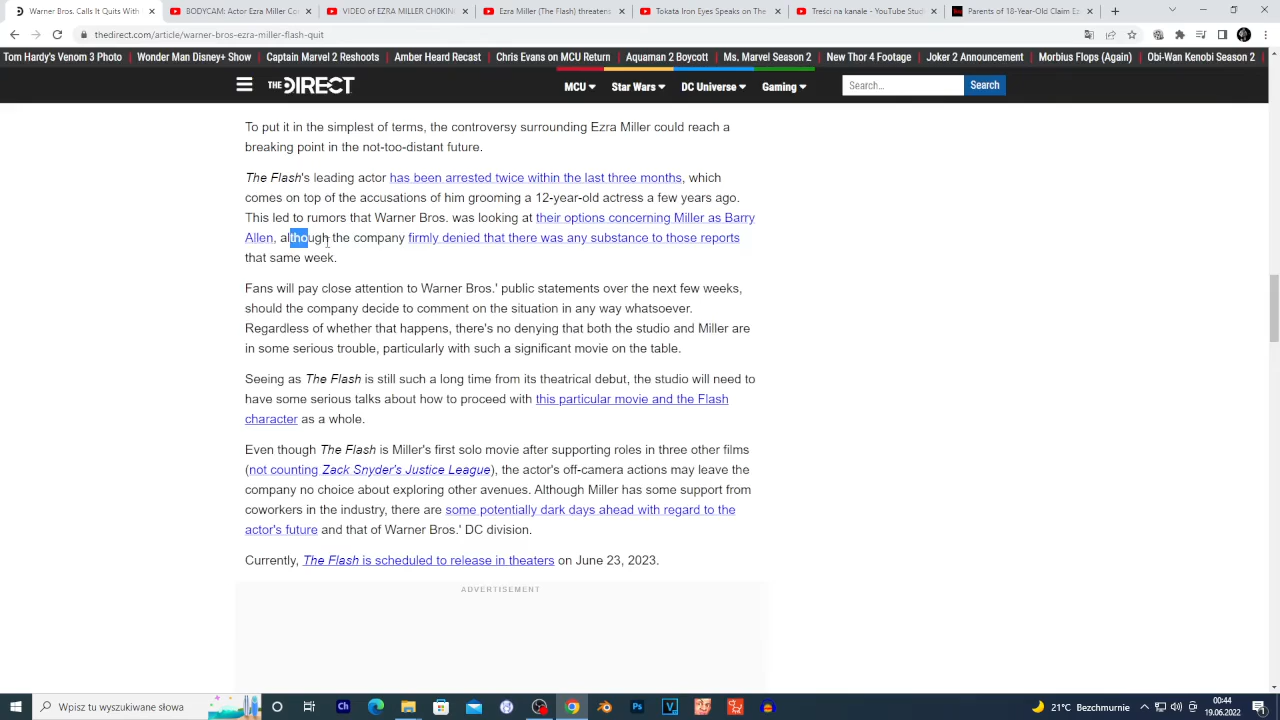 Warner Bros. Calls It Quits With
BODYCAM: Actor Ezra Miller Co
VIDEO of EZRA MILLER CHOKING
Ezra Miller (The Flash) threatens
Tokata Iron Eyes Speaks on The
Treści na kanale - YouTube Stud
Parents of 18-Year-Old Claim Ez
thedirect.com/article/warner-bros-ezra-miller-flash-quit
Tom Hardy's Venom 3 Photo
Wonder Man Disney+ Show
Captain Marvel 2 Reshoots
Amber Heard Recast
Chris Evans on MCU Return
Aquaman 2 Boycott
Ms. Marvel Season 2
New Thor 4 Footage
Joker 2 Announcement
Morbius Flops (Again)
Obi-Wan Kenobi Season 2
THE DIRECT
MCU
Star Wars
DC Universe
Gaming
Search...
Search
To put it in the simplest of terms, the controversy surrounding Ezra Miller could reach a
breaking point in the not-too-distant future.
The Flash's leading actor has been arrested twice within the last three months, which
comes on top of the accusations of him grooming a 12-year-old actress a few years ago.
This led to rumors that Warner Bros. was looking at their options concerning Miller as Barry
Allen, although the company firmly denied that there was any substance to those reports
that same week.
Fans will pay close attention to Warner Bros.' public statements over the next few weeks,
should the company decide to comment on the situation in any way whatsoever.
Regardless of whether that happens, there's no denying that both the studio and Miller are
in some serious trouble, particularly with such a significant movie on the table.
Seeing as The Flash is still such a long time from its theatrical debut, the studio will need to
have some serious talks about how to proceed with this particular movie and the Flash
character as a whole.
Even though The Flash is Miller's first solo movie after supporting roles in three other films
(not counting Zack Snyder's Justice League), the actor's off-camera actions may leave the
company no choice about exploring other avenues. Although Miller has some support from
coworkers in the industry, there are some potentially dark days ahead with regard to the
actor's future and that of Warner Bros.' DC division.
Currently, The Flash is scheduled to release in theaters on June 23, 2023.
ADVERTISEMENT
Wpisz tu wyszukiwane słowa
Ch
Ps
V
21°C Bezchmurnie
00:44
19.06.2022